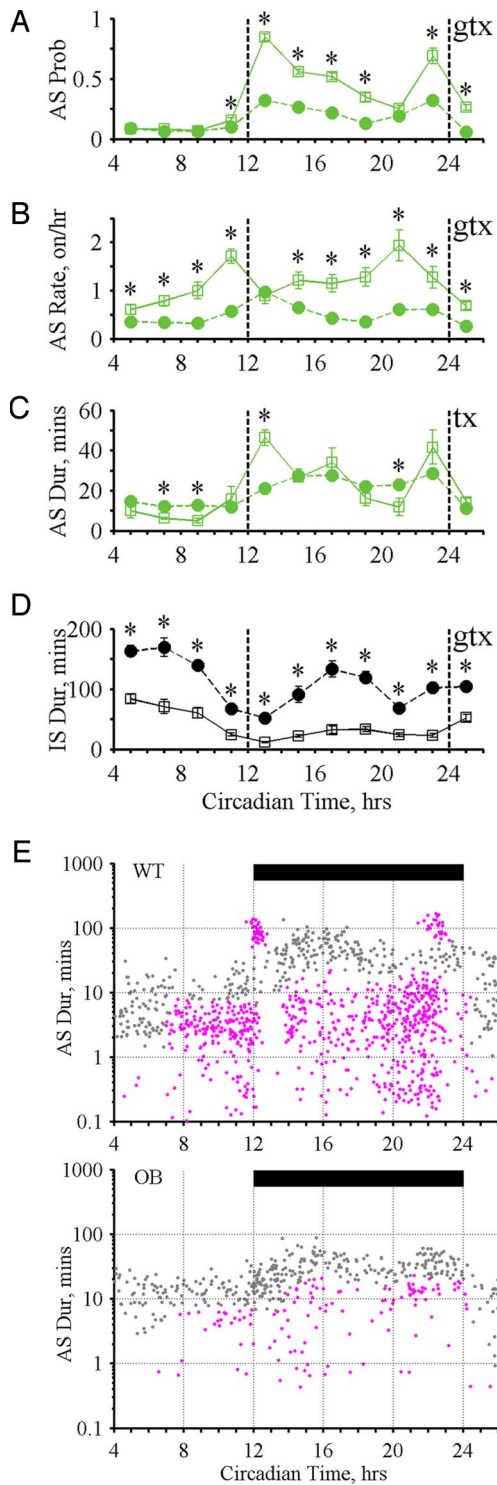 A
AS Prob
1
0.5
0
* * * * * * *
gtx
4 8 12 16 20 24
B
AS Rate, on/hr
2
1
0
* * * * * * * * * *
gtx
4 8 12 16 20 24
C
AS Dur, mins
60
40
20
0
* * * *
tx
4 8 12 16 20 24
D
IS Dur, mins
200
100
0
* * * * * * * * * * *
gtx
4 8 12 16 20 24
Circadian Time, hrs
E
WT
AS Dur, mins
1000
100
10
1
0.1
4 8 12 16 20 24
OB
AS Dur, mins
1000
100
10
1
0.1
4 8 12 16 20 24
Circadian Time, hrs